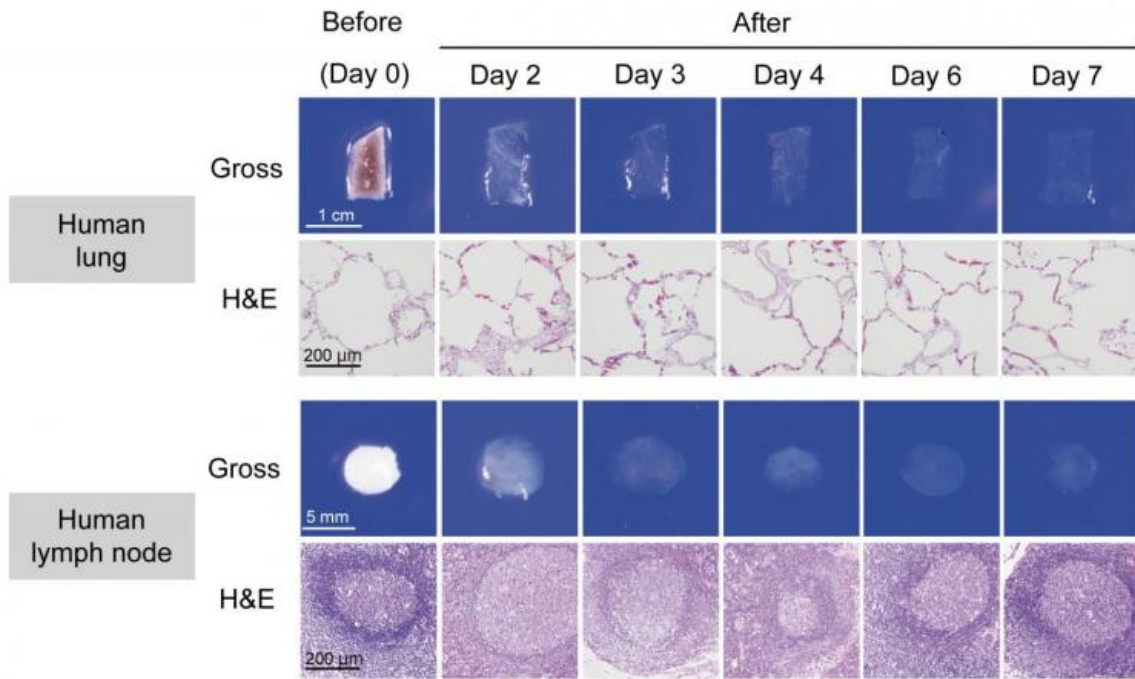 Before
After
(Day 0)
Day 2
Day 3
Day 4
Day 6
Day 7
Gross
1 cm
Human
lung
H&E
200 µm
Gross
5 mm
Human
lymph node
H&E
200 µm